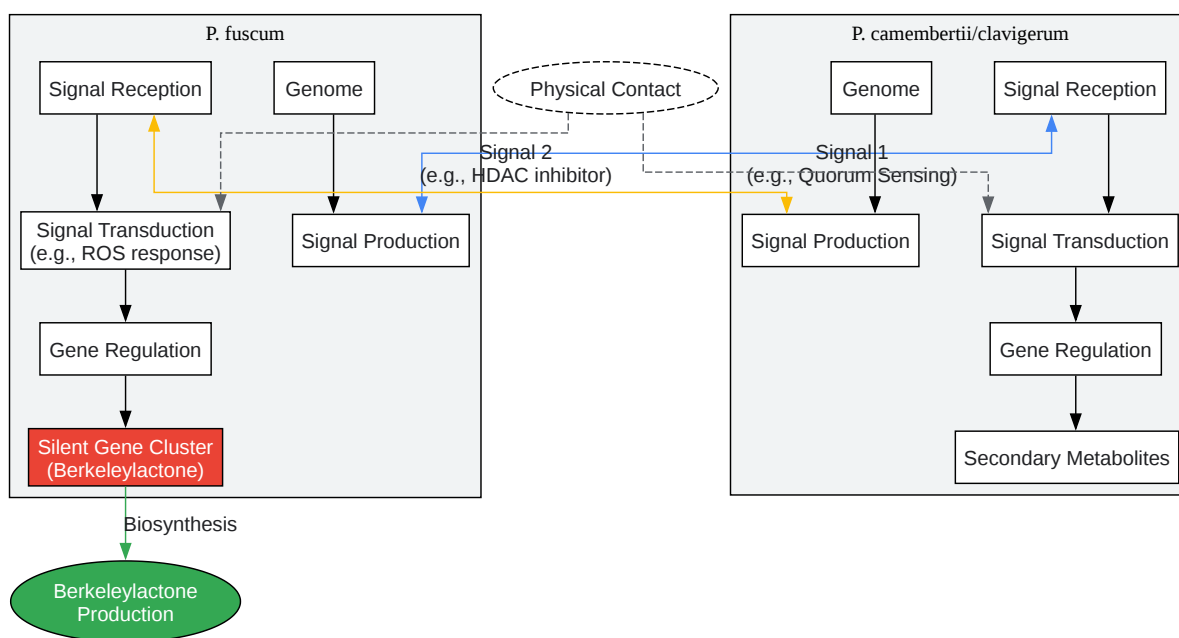 P. fuscum
P. camembertii/clavigerum
Signal Reception
Genome
Physical Contact
Genome
Signal Reception
Signal 2
(e.g., HDAC inhibitor)
Signal 1
(e.g., Quorum Sensing)
Signal Transduction
(e.g., ROS response)
Signal Production
Signal Production
Signal Transduction
Gene Regulation
Gene Regulation
Silent Gene Cluster
(Berkeleylactone)
Secondary Metabolites
Biosynthesis
Berkeleylactone
Production